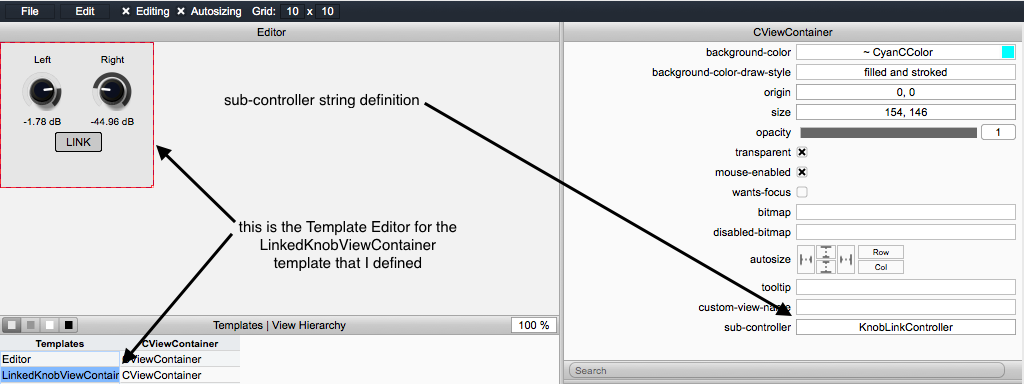 File Edit ✕ Editing ✕ Autosizing Grid: 10 x 10
Editor
Left Right
-1.78 dB -44.96 dB
LINK
sub-controller string definition
this is the Template Editor for the
LinkedKnobViewContainer
template that I defined
Templates | View Hierarchy 100 %
Templates CViewContainer
Editor CViewContainer
LinkedKnobViewContain CViewContainer
CViewContainer
background-color ~ CyanCColor
background-color-draw-style filled and stroked
origin 0, 0
size 154, 146
opacity 1
transparent
mouse-enabled
wants-focus
bitmap
disabled-bitmap
autosize Row
Col
tooltip
custom-view-name
sub-controller KnobLinkController
Search